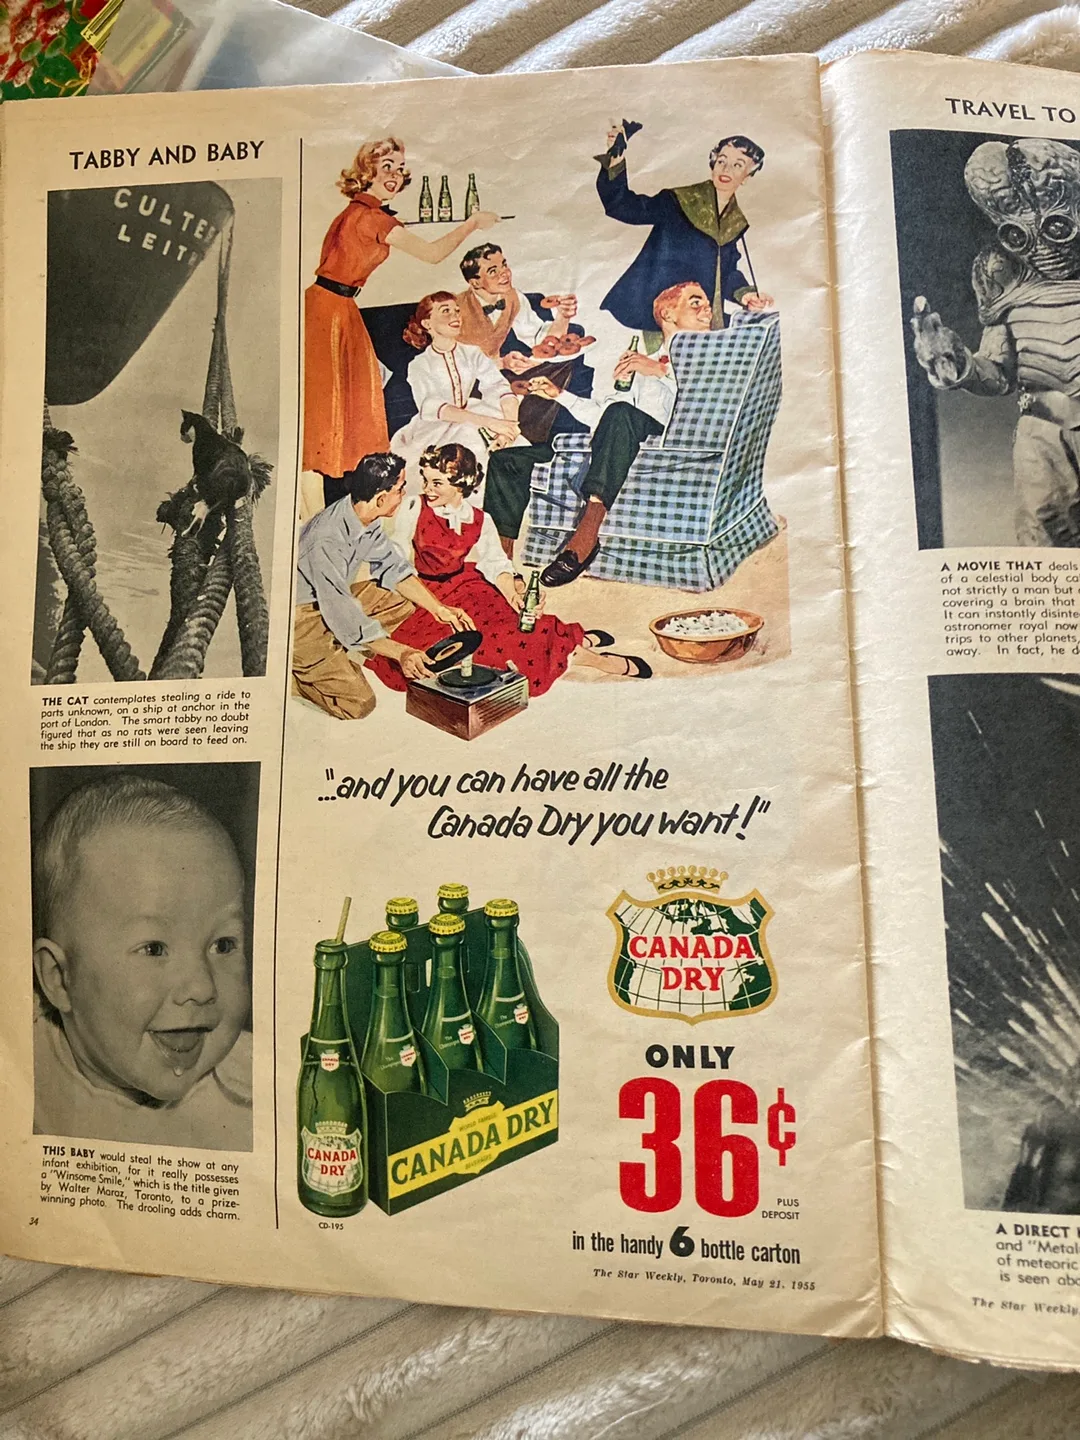 TABBY AND BABY
CULTE
LEITH
THE CAT contemplates stealing a ride to
parts unknown, on a ship at anchor in the
port of London. The smart tabby no doubt
figured that as no rats were seen leaving
the ship they are still on board to feed on.
THIS BABY would steal the show at any
infant exhibition, for it really possesses
a "Winsome Smile," which is the title given
by Walter Maraz, Toronto, to a prize-
winning photo. The drooling adds charm.
34
"...and you can have all the
Canada Dry you want!"
CANADA
DRY
CANADA
DRY
WORLD FAMOUS
CANADA DRY
BEVERAGES
CD-195
ONLY
36¢
PLUS
DEPOSIT
in the handy 6 bottle carton
The Star Weekly, Toronto, May 21, 1955
TRAVEL TO
A MOVIE THAT deals
of a celestial body ca
not strictly a man but
covering a brain that
It can instantly disinte
astronomer royal now
trips to other planets
away. In fact, he d
A DIRECT
and "Metal
of meteoric
is seen abo
The Star Weekly